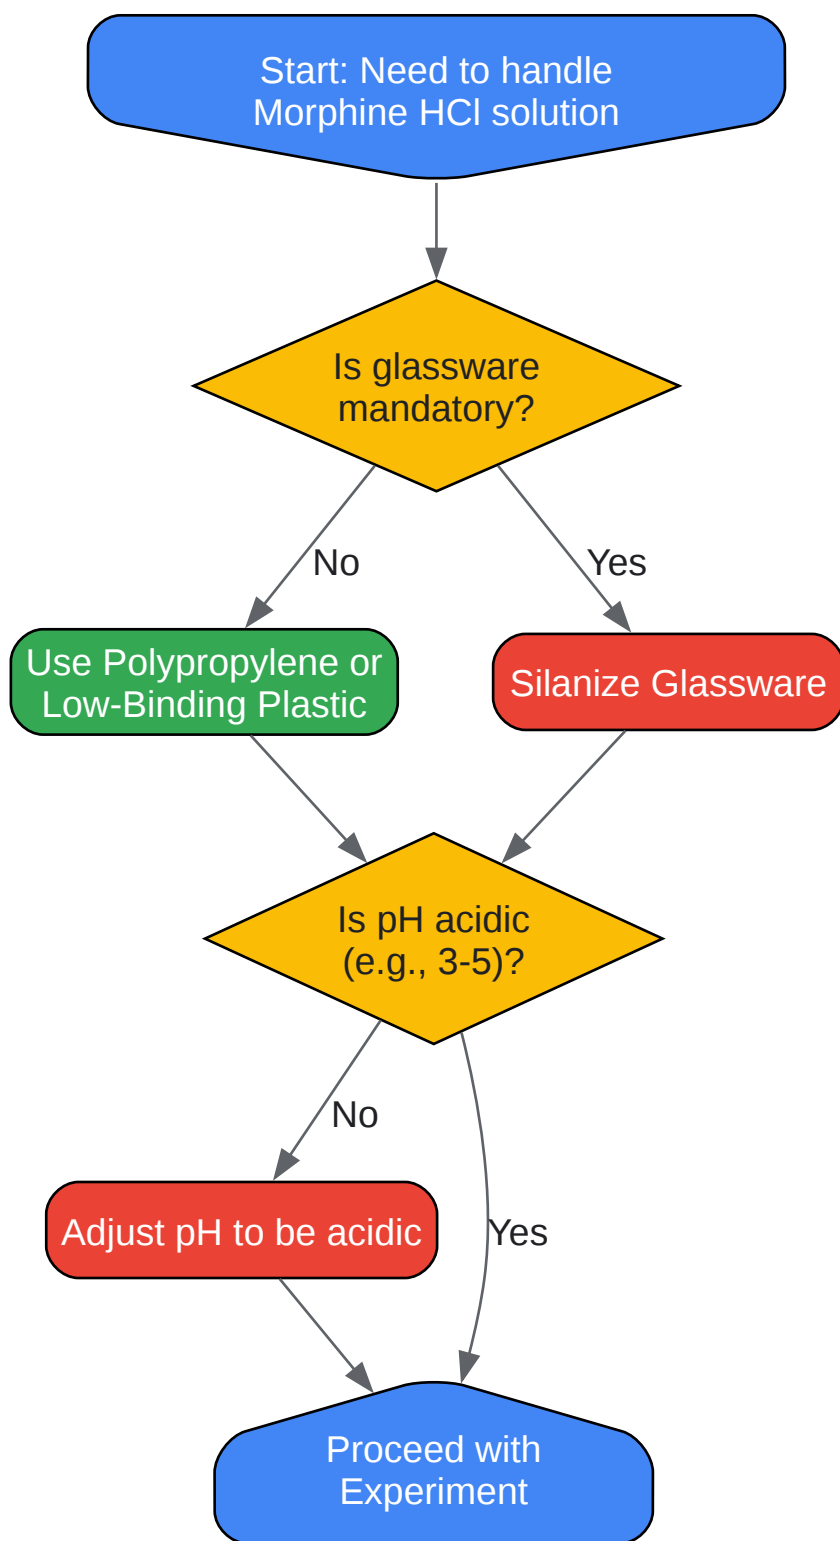 Start: Need to handle
Morphine HCl solution
Is glassware
mandatory?
No
Yes
Use Polypropylene or
Low-Binding Plastic
Silanize Glassware
Is pH acidic
(e.g., 3-5)?
No
Adjust pH to be acidic
Yes
Proceed with
Experiment